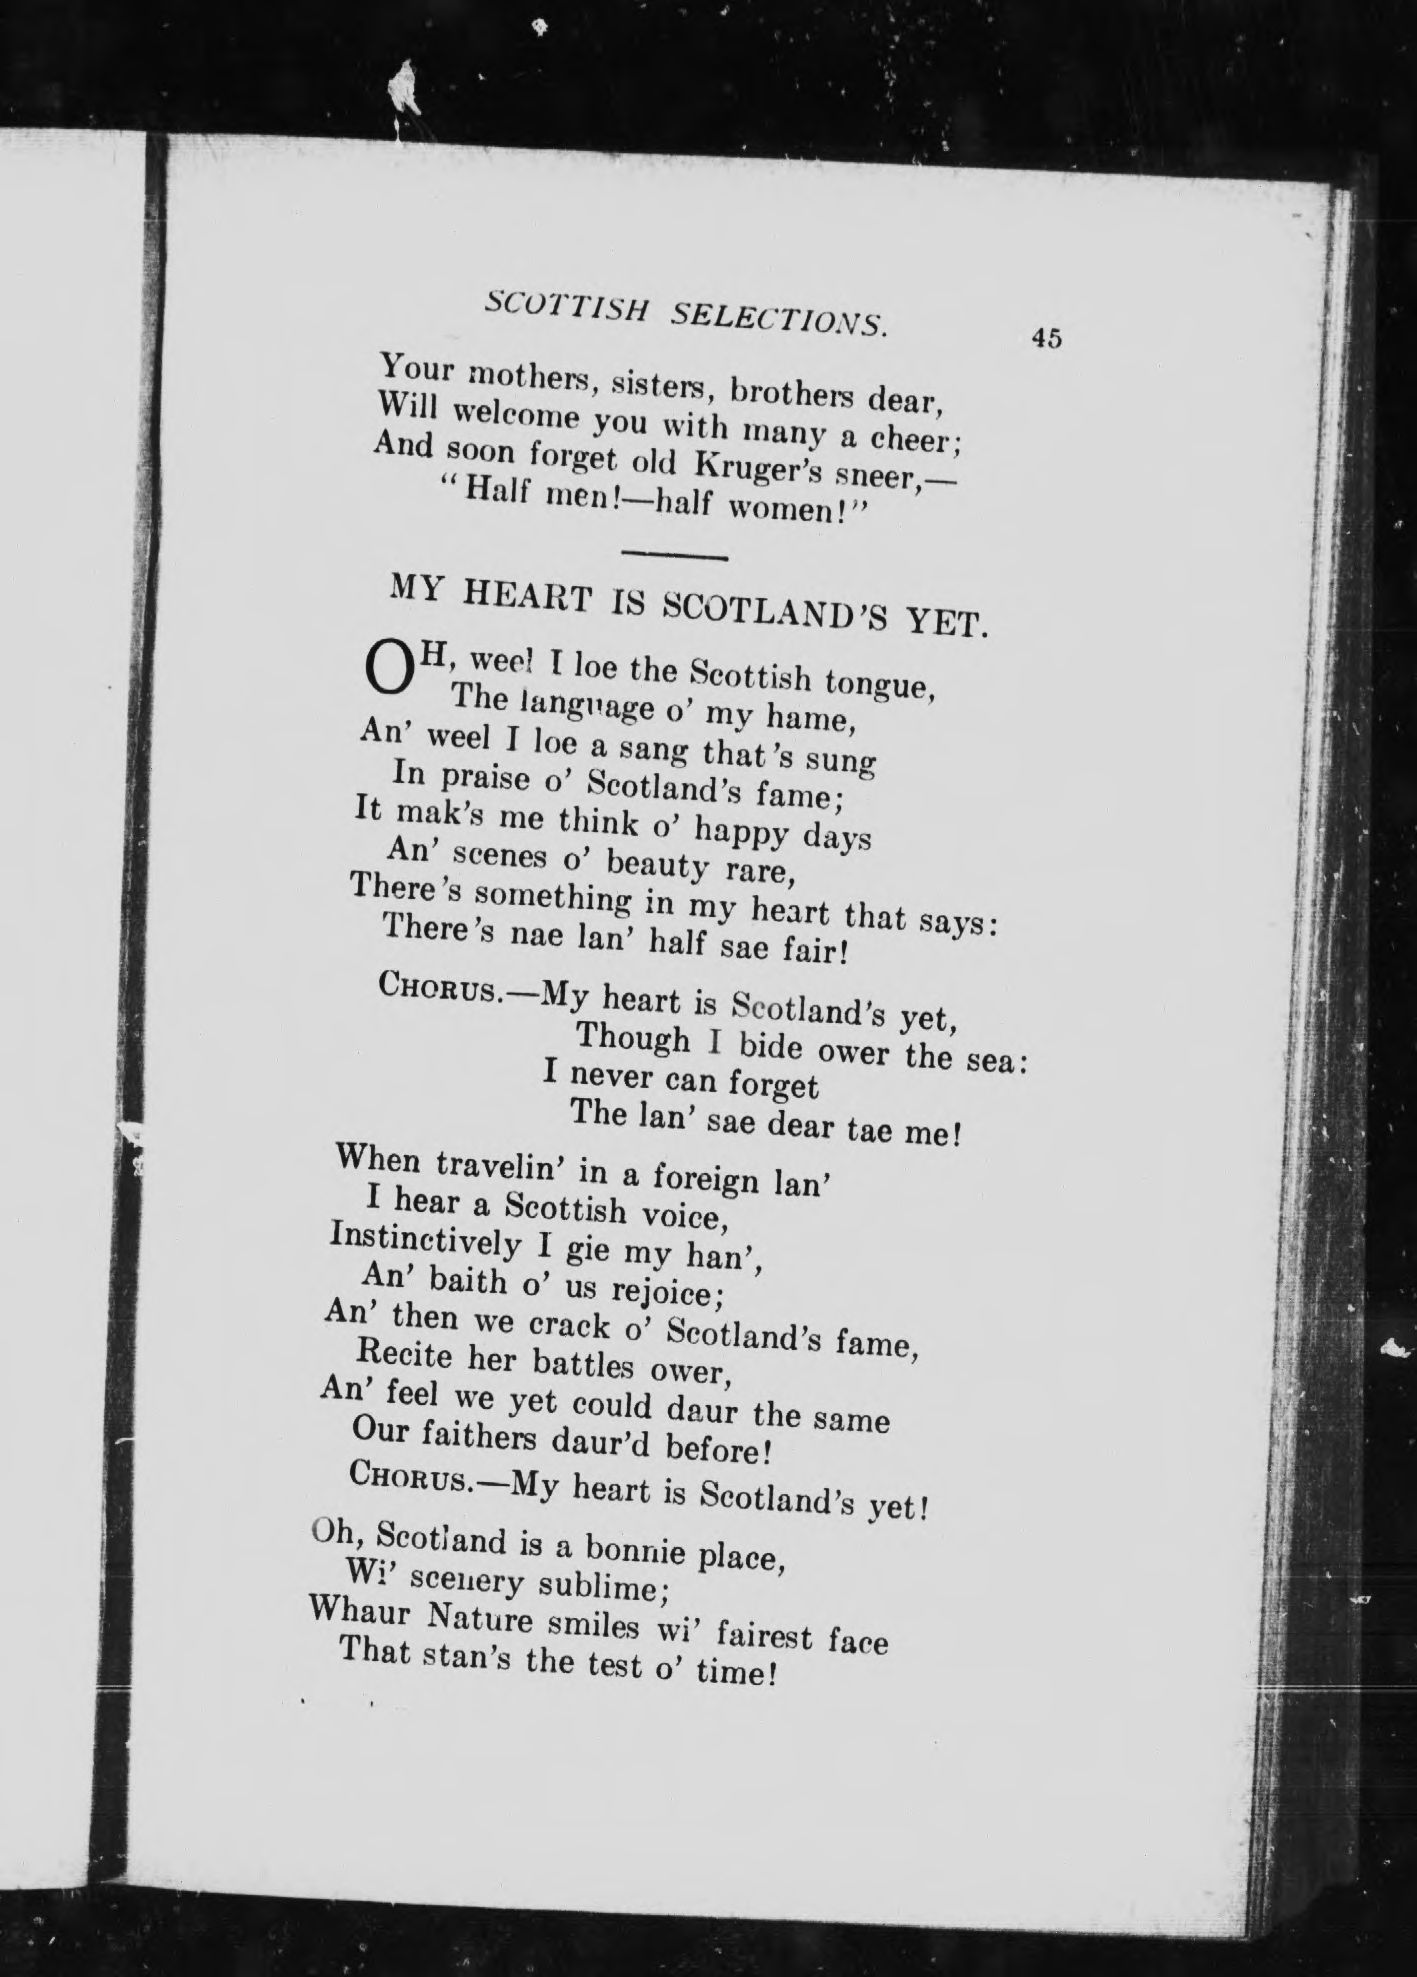 SCOTTISH SELECTIONS. 45
Your mothers, sisters, brothers dear,
Will welcome you with many a cheer;
And soon forget old Kruger's sneer,—
"Half men!—half women!"
MY HEART IS SCOTLAND'S YET.
OH, weel I loe the Scottish tongue,
The language o' my hame,
An' weel I loe a sang that's sung
In praise o' Scotland's fame;
It mak's me think o' happy days
An' scenes o' beauty rare,
There's something in my heart that says:
There's nae lan' half sae fair!
CHORUS.—My heart is Scotland's yet,
Though I bide ower the sea:
I never can forget
The lan' sae dear tae me!
When travelin' in a foreign lan'
I hear a Scottish voice,
Instinctively I gie my han',
An' baith o' us rejoice;
An' then we crack o' Scotland's fame,
Recite her battles ower,
An' feel we yet could daur the same
Our faithers daur'd before!
CHORUS.—My heart is Scotland's yet!
Oh, Scotland is a bonnie place,
Wi' scenery sublime;
Whaur Nature smiles wi' fairest face
That stan's the test o' time!